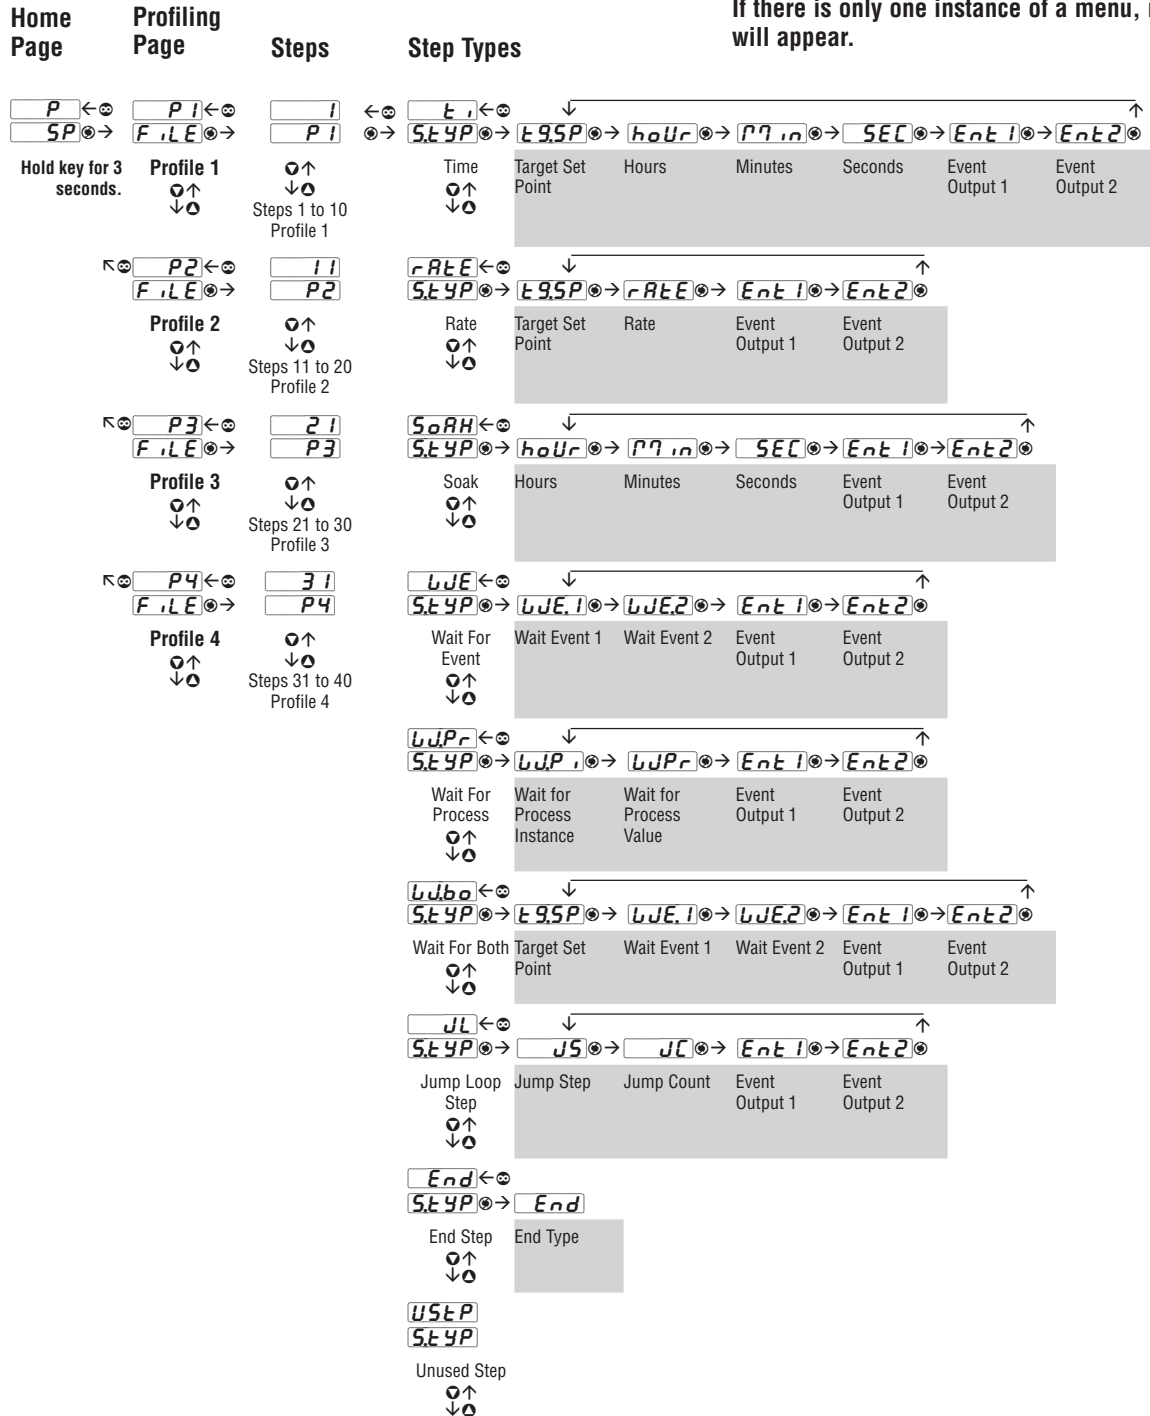 If there is only one instance of a menu,
will appear.
Home Page
Profiling Page
Steps
Step Types
P
SP
P1
FiLE
1
P1
ti
S.tYP
t9.SP
hoUr
Min
SEC
Ent1
Ent2
Hold key for 3 seconds.
Profile 1
Steps 1 to 10
Profile 1
Time
Target Set Point
Hours
Minutes
Seconds
Event Output 1
Event Output 2
P2
FiLE
11
P2
rAtE
S.tYP
t9.SP
rAtE
Ent1
Ent2
Profile 2
Steps 11 to 20
Profile 2
Rate
Target Set Point
Rate
Event Output 1
Event Output 2
P3
FiLE
21
P3
SoAH
S.tYP
hoUr
Min
SEC
Ent1
Ent2
Profile 3
Steps 21 to 30
Profile 3
Soak
Hours
Minutes
Seconds
Event Output 1
Event Output 2
P4
FiLE
31
P4
WE
S.tYP
WE.1
WE.2
Ent1
Ent2
Profile 4
Steps 31 to 40
Profile 4
Wait For Event
Wait Event 1
Wait Event 2
Event Output 1
Event Output 2
W.Pr
S.tYP
W.Pi
WPr
Ent1
Ent2
Wait For Process
Wait for Process Instance
Wait for Process Value
Event Output 1
Event Output 2
W.bo
S.tYP
t9.SP
WE.1
WE.2
Ent1
Ent2
Wait For Both
Target Set Point
Wait Event 1
Wait Event 2
Event Output 1
Event Output 2
JL
S.tYP
JS
JC
Ent1
Ent2
Jump Loop Step
Jump Step
Jump Count
Event Output 1
Event Output 2
End
S.tYP
End
End Step
End Type
UStP
S.tYP
Unused Step